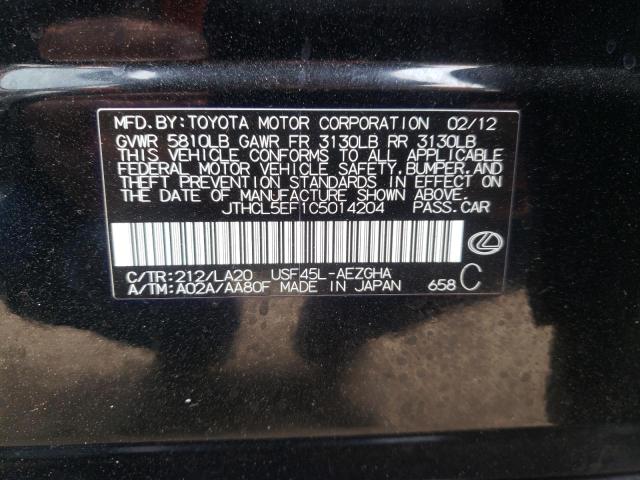 MFD.BY:TOYOTA MOTOR CORPORATION 02/12
GVWR 5810LB GAWR FR 3130LB RR 3130LB
THIS VEHICLE CONFORMS TO ALL APPLICABLE
FEDERAL MOTOR VEHICLE SAFETY,BUMPER,AND
THEFT PREVENTION STANDARDS IN EFFECT ON
THE DATE OF MANUFACTURE SHOWN ABOVE.
JTHCL5EF1C5014204 PASS.CAR
C/TR:212/LA20 USF45L-AEZGHA
A/TM:A02A/AA80F MADE IN JAPAN 658 C